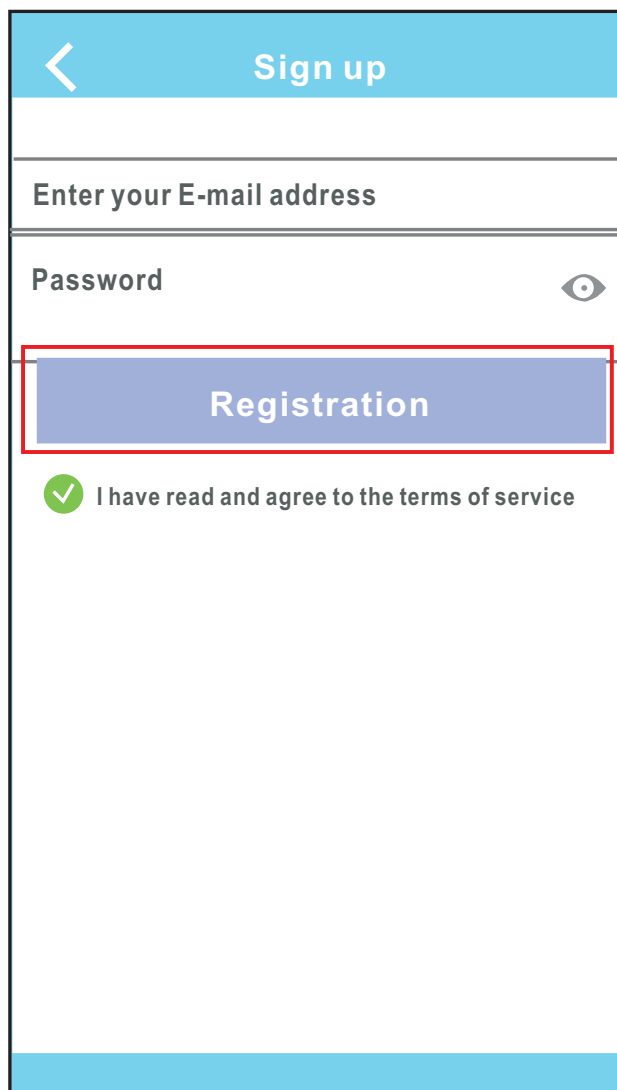 Sign up
Enter your E-mail address
Password
Registration
I have read and agree to the terms of service